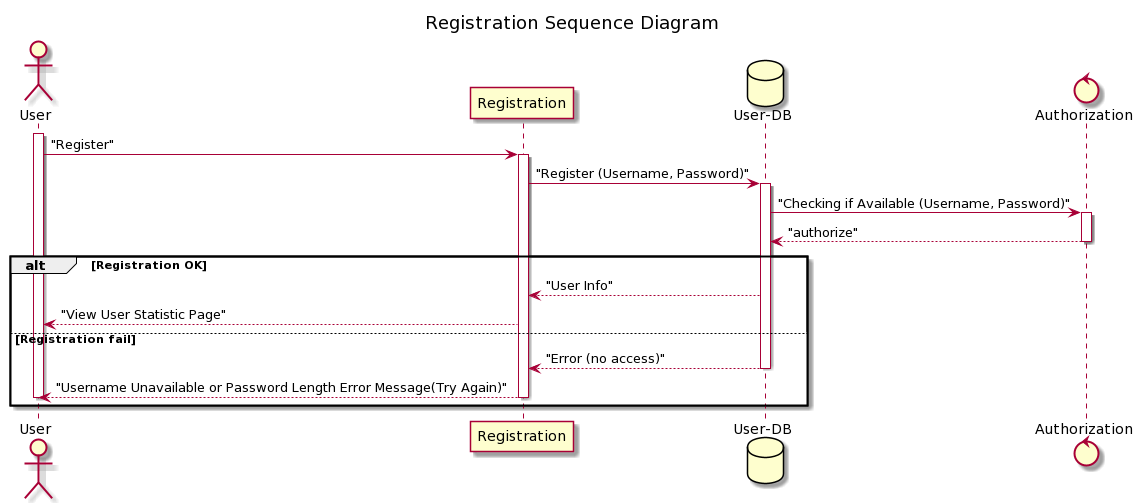 Registration Sequence Diagram
User
Registration
User-DB
Authorization
"Register"
"Register (Username, Password)"
"Checking if Available (Username, Password)"
"authorize"
alt
[Registration OK]
"User Info"
"View User Statistic Page"
[Registration fail]
"Error (no access)"
"Username Unavailable or Password Length Error Message(Try Again)"
User
Registration
User-DB
Authorization